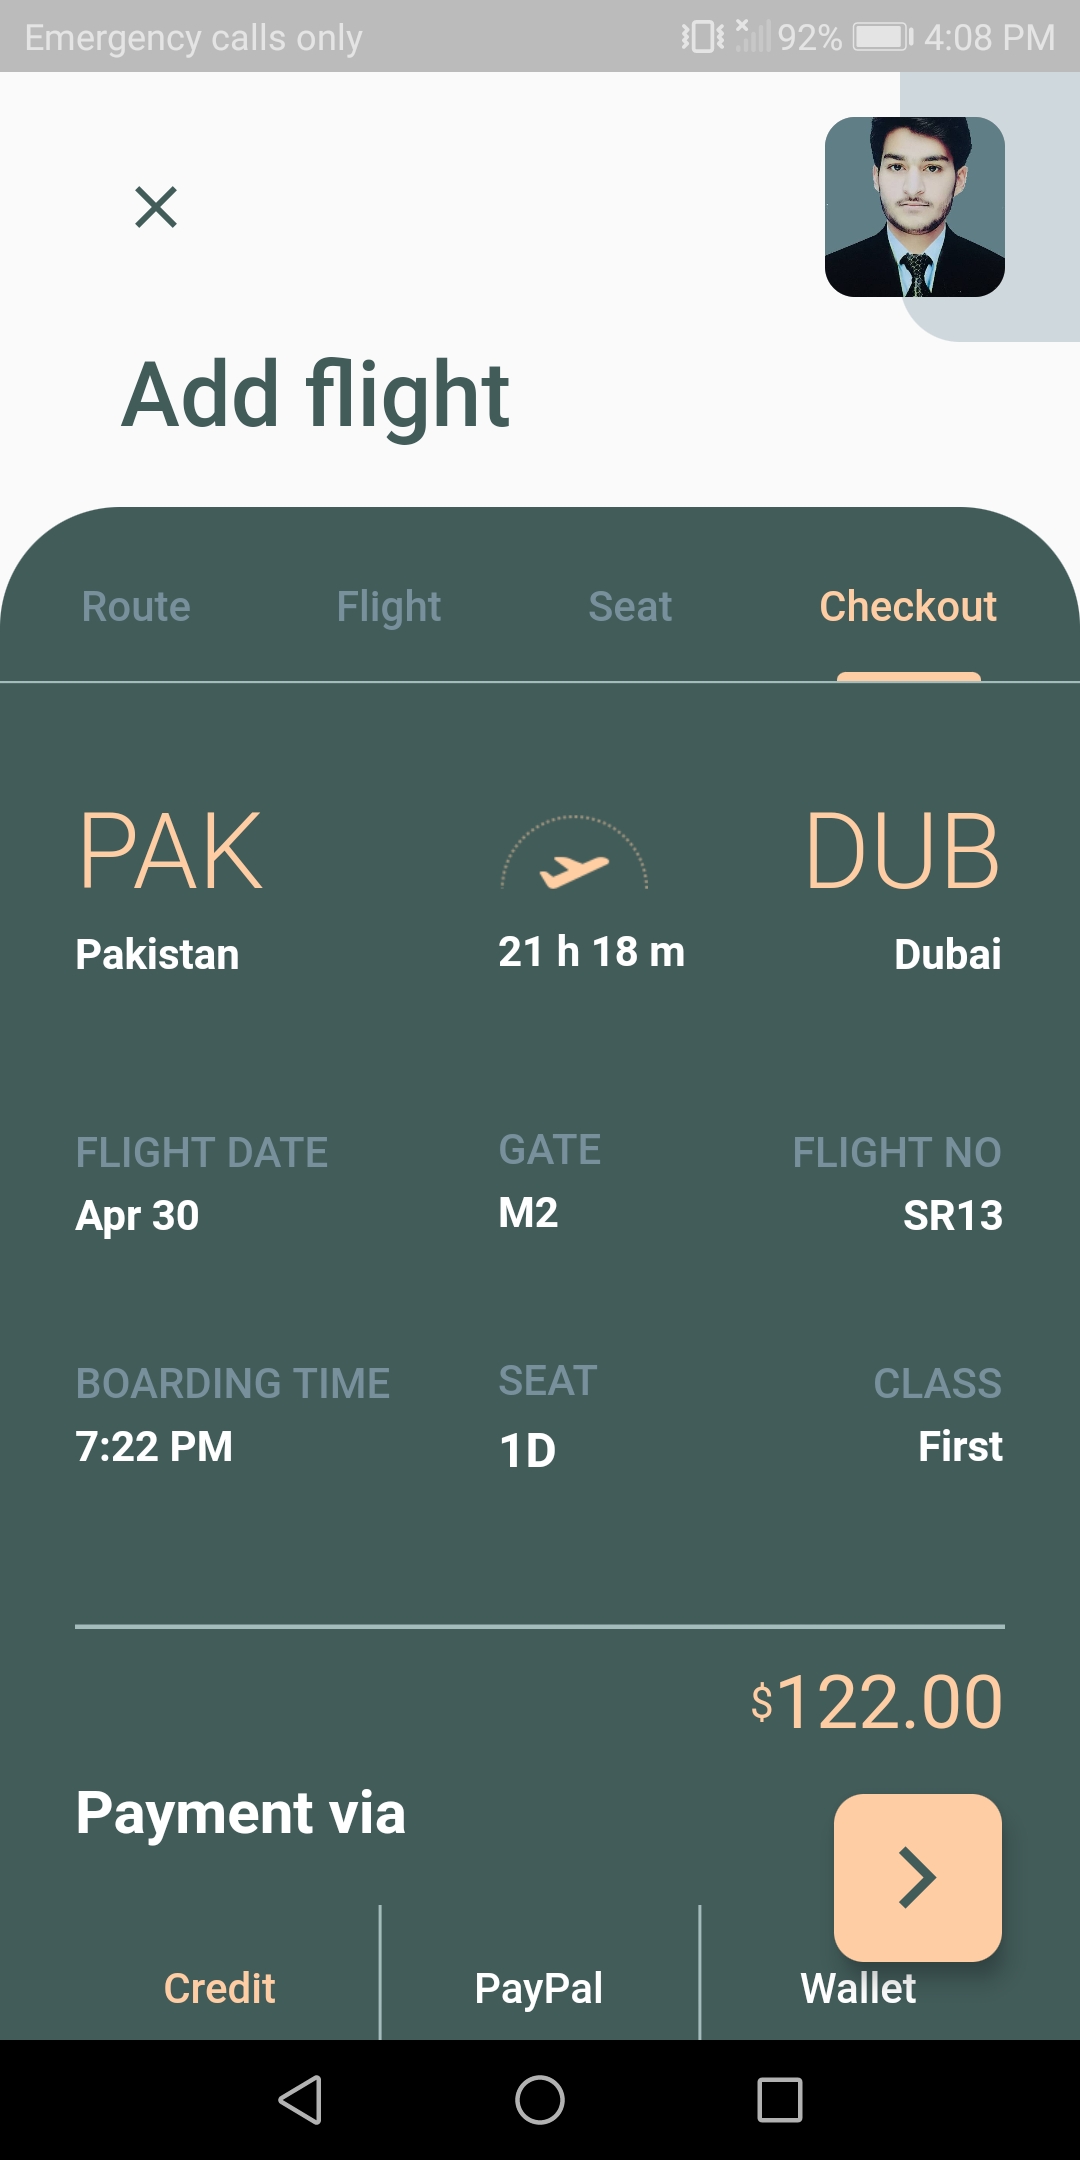 Emergency calls only 92% 4:08 PM
Add flight
Route Flight Seat Checkout
PAK DUB
Pakistan 21 h 18 m Dubai
FLIGHT DATE GATE FLIGHT NO
Apr 30 M2 SR13
BOARDING TIME SEAT CLASS
7:22 PM 1D First
$122.00
Payment via
Credit PayPal Wallet